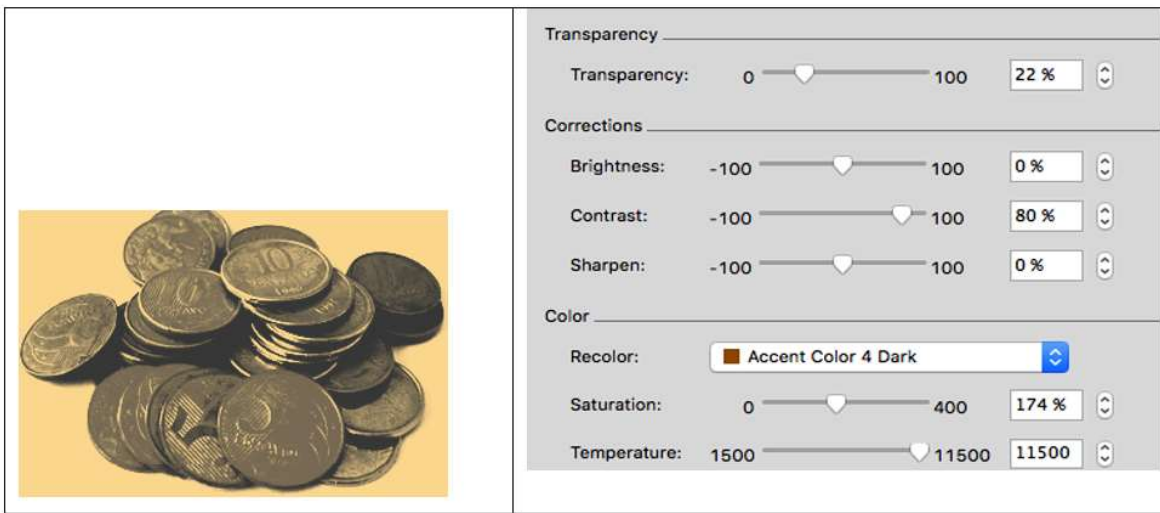 Transparency
Transparency: 0 100 22 %
Corrections
Brightness: -100 100 0 %
Contrast: -100 100 80 %
Sharpen: -100 100 0 %
Color
Recolor: Accent Color 4 Dark
Saturation: 0 400 174 %
Temperature: 1500 11500 11500
10